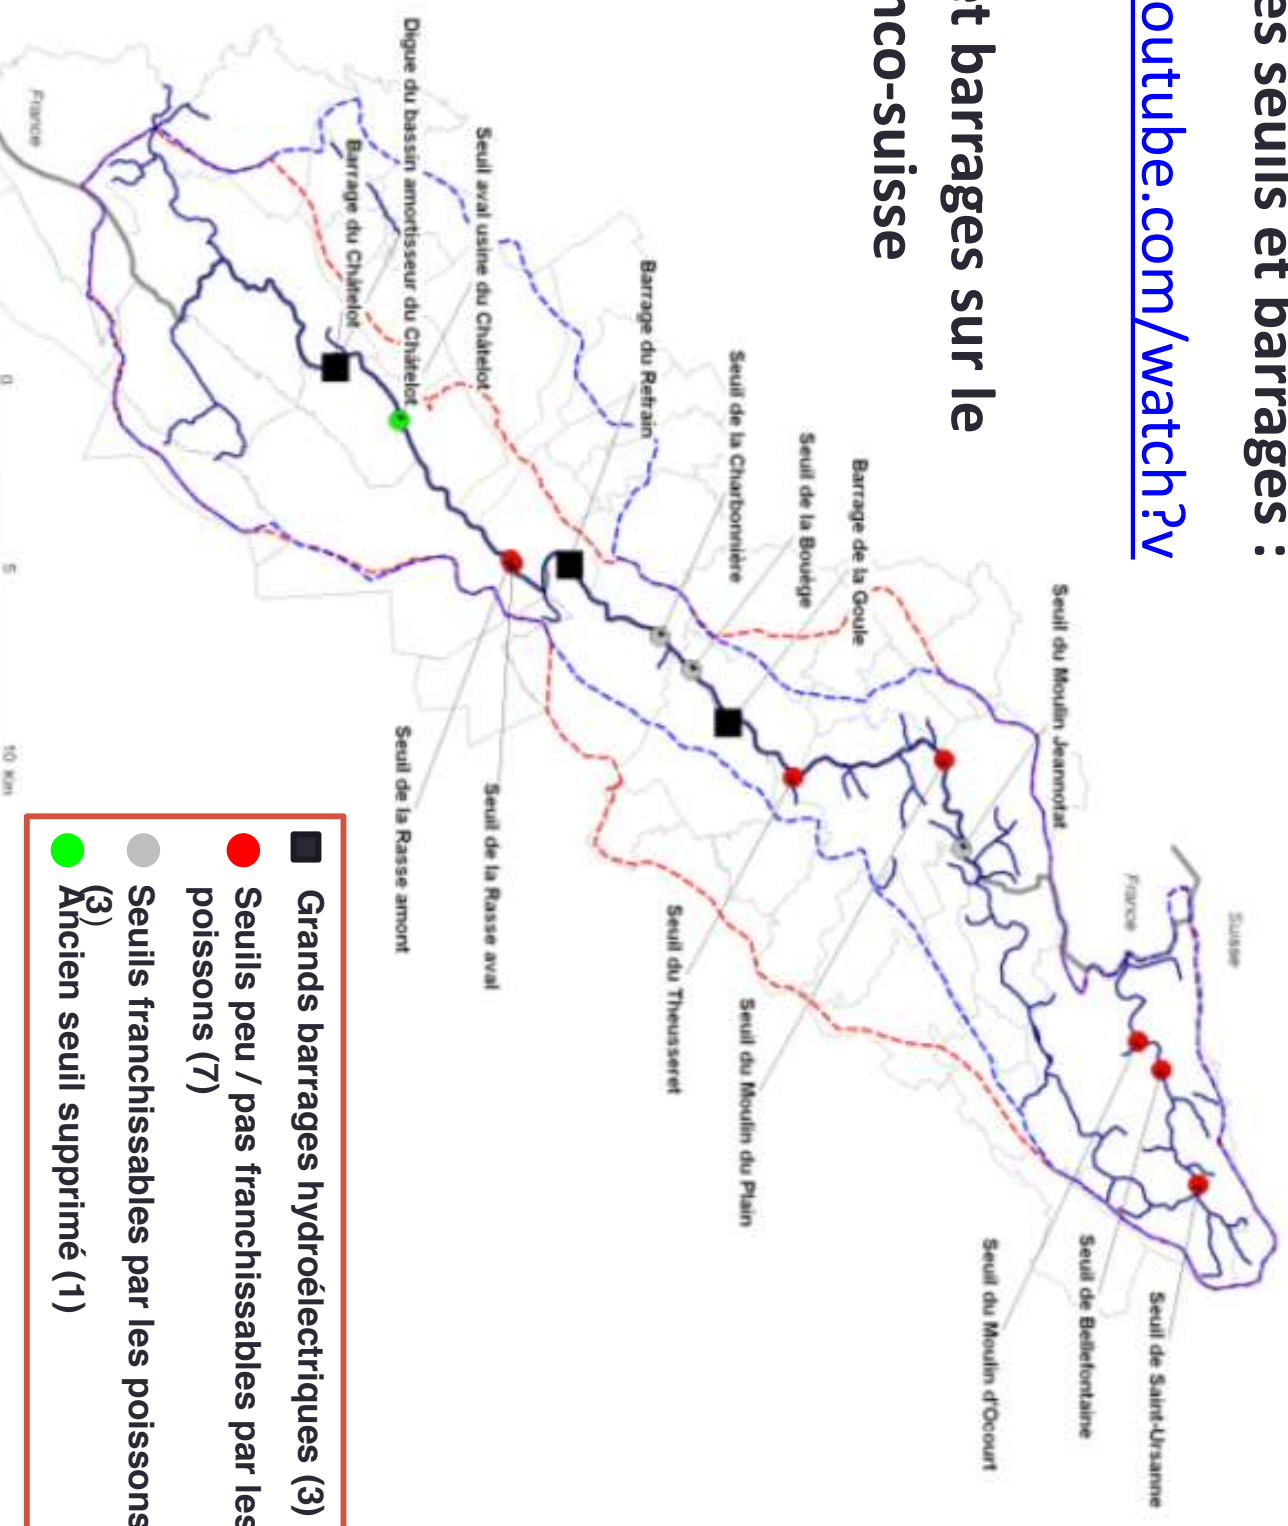 es seuils et barrages :
outube.com/watch?v
et barrages sur le
nco-suisse
Suisse
France
Seuil du Moulin Jeannotat
Barrage de la Goule
Seuil de la Bouège
Seuil de la Charbonnière
Barrage du Refrain
Seuil aval usine du Châtelot
Digue du bassin amortisseur du Châtelot
Barrage du Châtelot
France
Seuil de Saint-Ursanne
Seuil de Bellefontaine
Seuil du Moulin d'Ocourt
Seuil du Moulin du Plain
Seuil du Theusseret
Seuil de la Rasse aval
Seuil de la Rasse amont
0 5 10 Km
Grands barrages hydroélectriques (3)
Seuils peu / pas franchissables par les
poissons (7)
Seuils franchissables par les poissons
(3)
Ancien seuil supprimé (1)